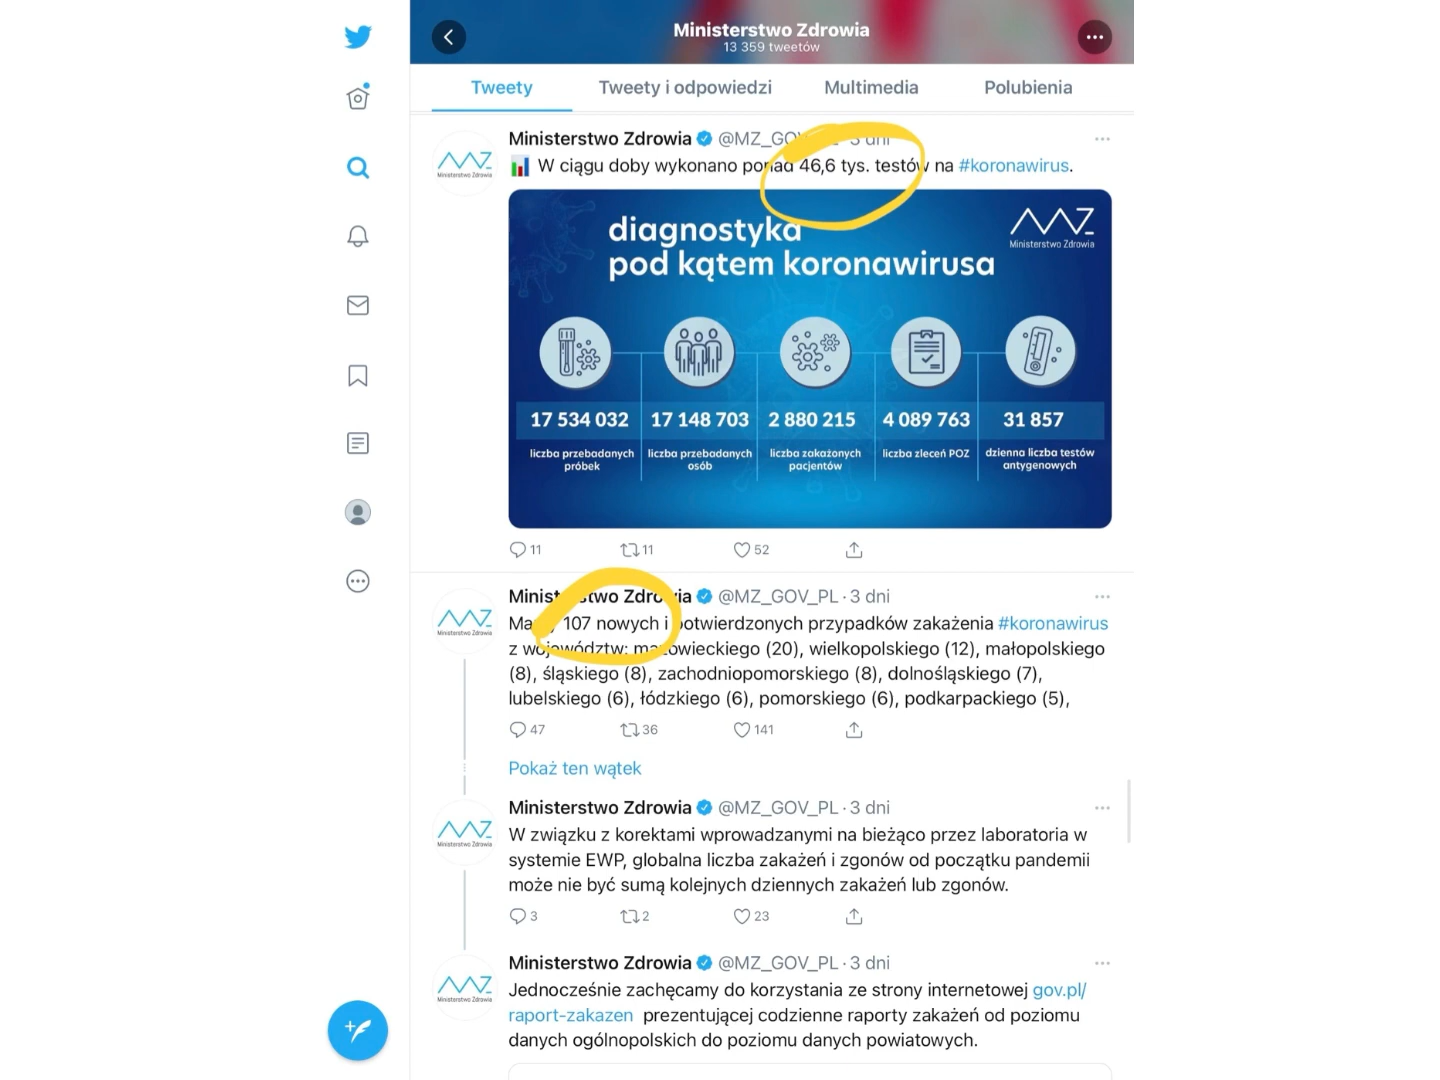 Ministerstwo Zdrowia
13 359 tweetów
Tweety
Tweety i odpowiedzi
Multimedia
Polubienia
Ministerstwo Zdrowia 3 dni
W ciągu doby wykonano ponad 46,6 tys. testów na #koronawirus.
diagnostyka
pod kątem koronawirusa
MZ
Ministerstwo Zdrowia
17 534 032
17 148 703
2 880 215
4 089 763
31 857
liczba przebadanych
próbek
liczba przebadanych
osób
liczba zakażonych
pacjentów
liczba zleceń POZ
dzienna liczba testów
antygenowych
11
11
52
Ministerstwo Zdrowia @MZ_GOV_PL · 3 dni
107 nowych i potwierdzonych przypadków zakażenia #koronawirus
z województw: mazowieckiego (20), wielkopolskiego (12), małopolskiego
(8), śląskiego (8), zachodniopomorskiego (8), dolnośląskiego (7),
lubelskiego (6), łódzkiego (6), pomorskiego (6), podkarpackiego (5),
47
36
141
Pokaż ten wątek
Ministerstwo Zdrowia @MZ_GOV_PL · 3 dni
W związku z korektami wprowadzanymi na bieżąco przez laboratoria w
systemie EWP, globalna liczba zakażeń i zgonów od początku pandemii
może nie być sumą kolejnych dziennych zakażeń lub zgonów.
3
2
23
Ministerstwo Zdrowia @MZ_GOV_PL · 3 dni
Jednocześnie zachęcamy do korzystania ze strony internetowej gov.pl/
raport-zakazen prezentującej codzienne raporty zakażeń od poziomu
danych ogólnopolskich do poziomu danych powiatowych.